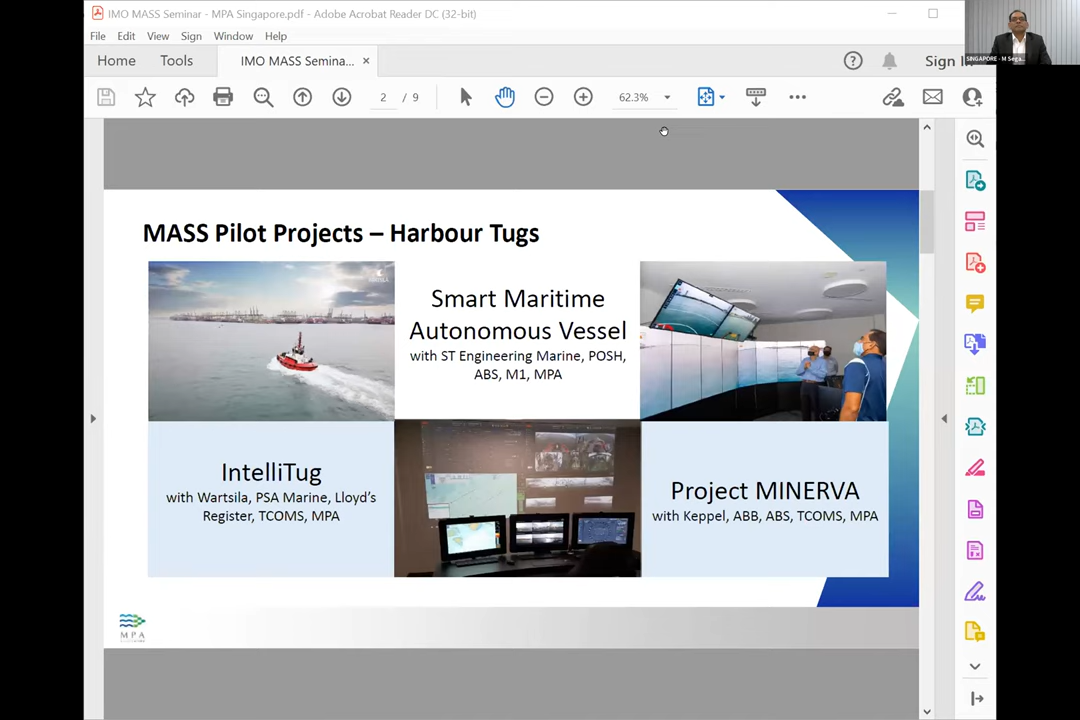 IMO MASS Seminar - MPA Singapore.pdf - Adobe Acrobat Reader DC (32-bit)
File Edit View Sign Window Help
Home Tools IMO MASS Semina... × Sign
2 / 9 62.3%
SINGAPORE - M Sega...
MASS Pilot Projects – Harbour Tugs
Smart Maritime
Autonomous Vessel
with ST Engineering Marine, POSH,
ABS, M1, MPA
IntelliTug
with Wartsila, PSA Marine, Lloyd's
Register, TCOMS, MPA
Project MINERVA
with Keppel, ABB, ABS, TCOMS, MPA
MPA